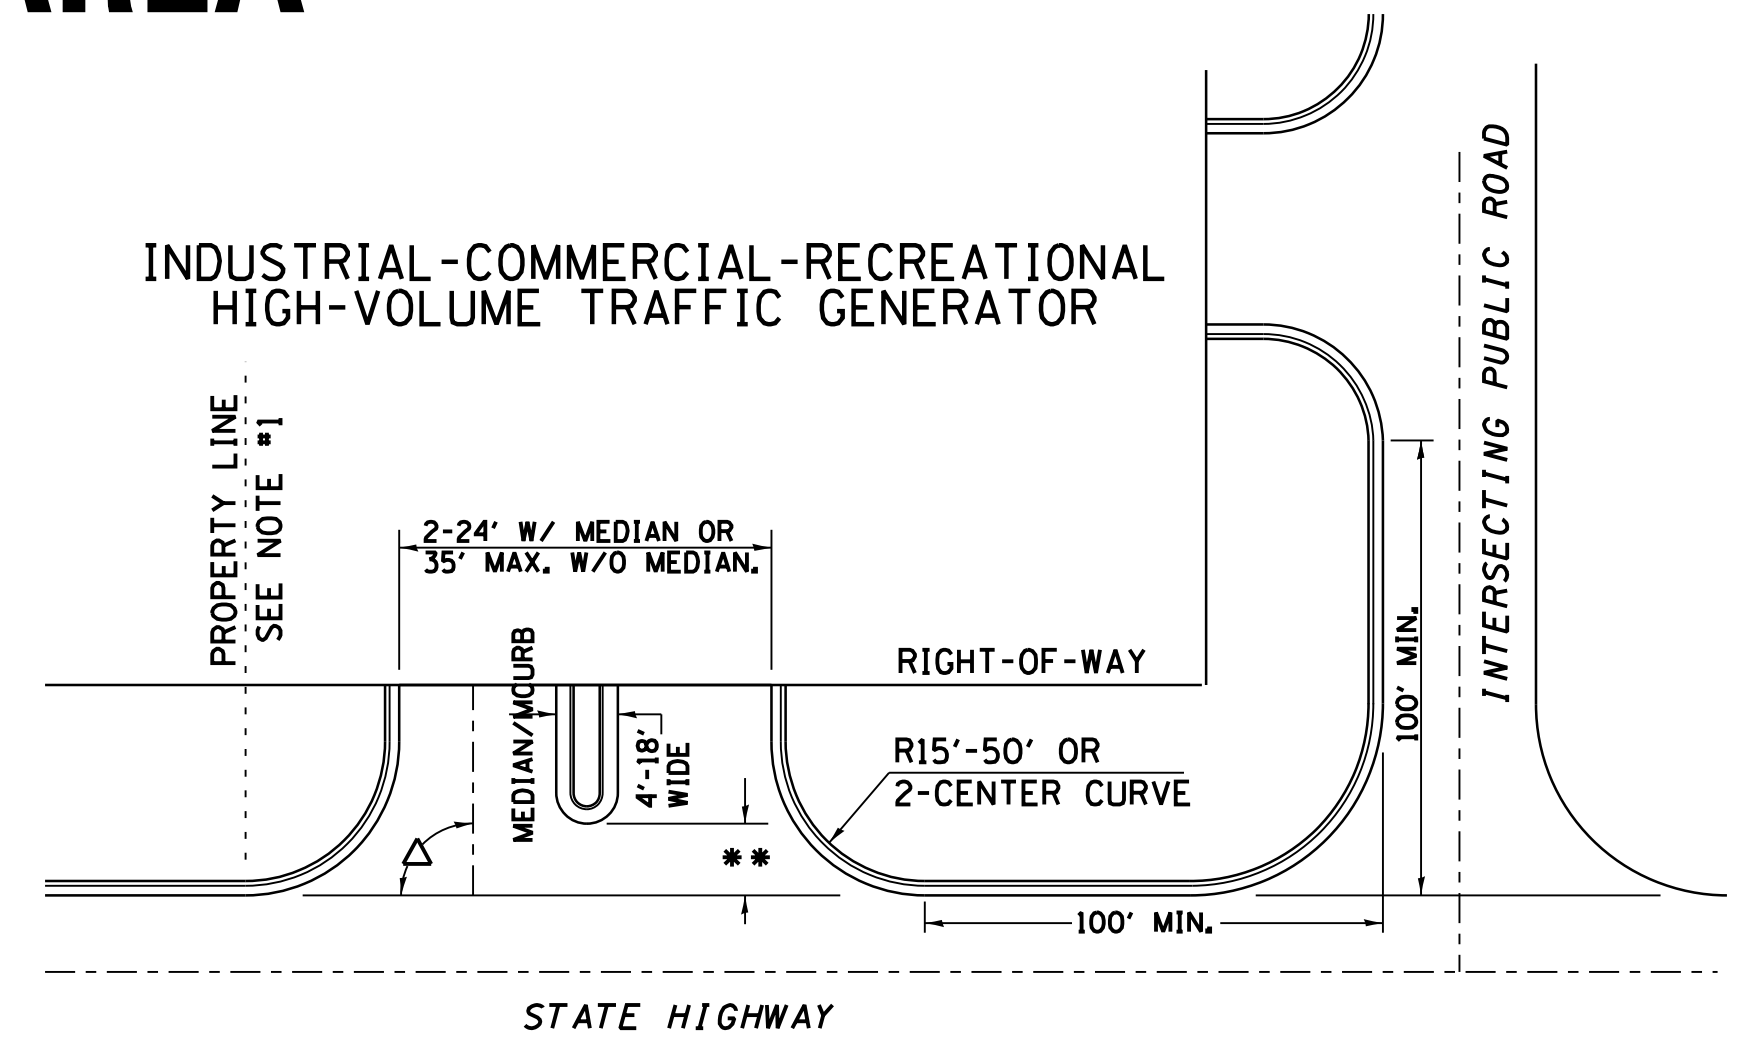 INDUSTRIAL-COMMERCIAL-RECREATIONAL
HIGH-VOLUME TRAFFIC GENERATOR
PROPERTY LINE
SEE NOTE #1
2-24' W/ MEDIAN OR
35' MAX. W/O MEDIAN.
MEDIAN/MCURB
4'-18'
WIDE
**
RIGHT-OF-WAY
R15'-50' OR
2-CENTER CURVE
100' MIN.
100' MIN.
INTERSECTING PUBLIC ROAD
STATE HIGHWAY